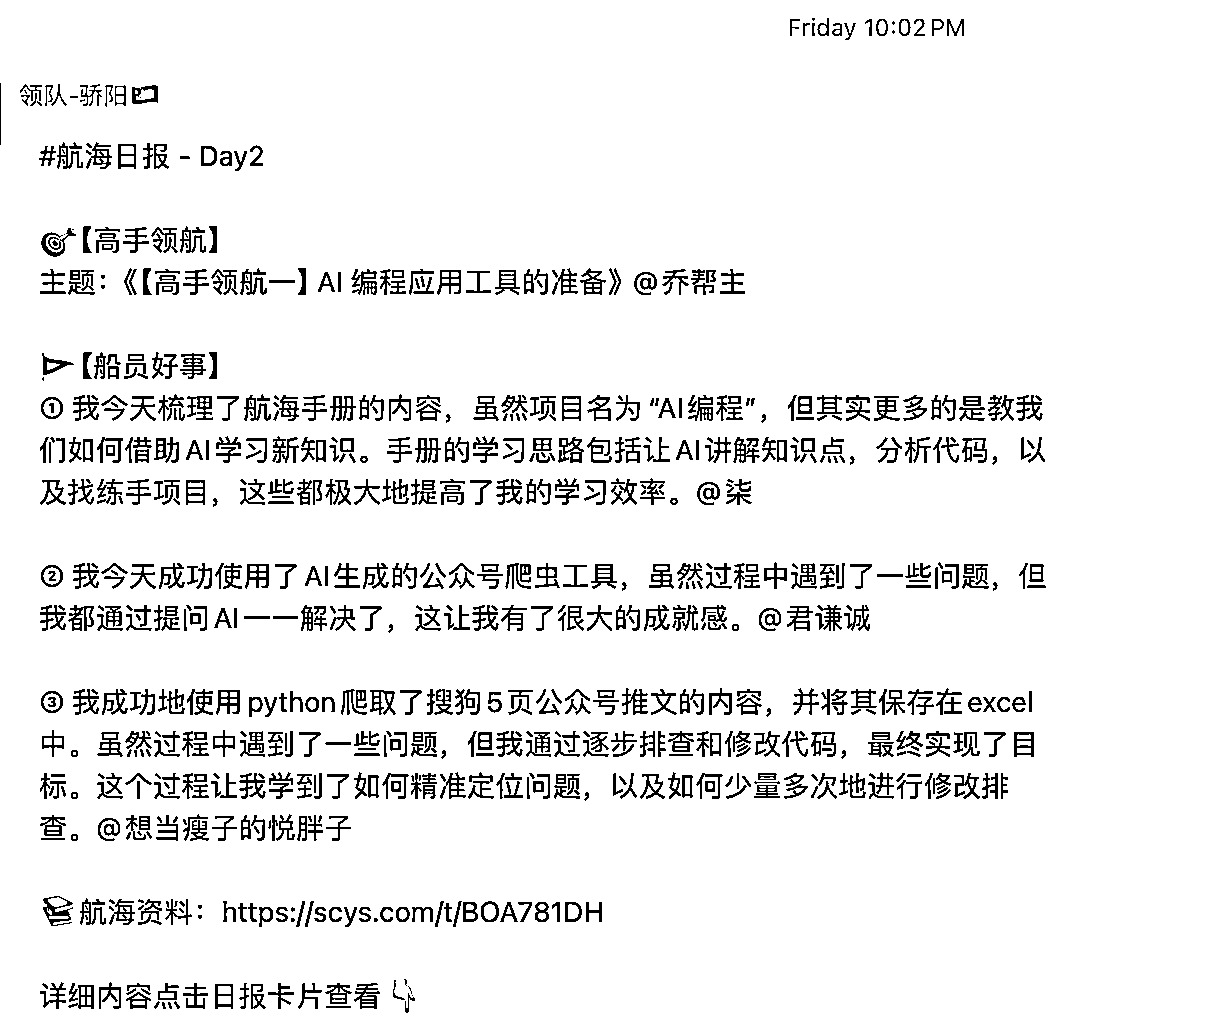 Friday 10:02 PM
领队-骄阳
#航海日报 - Day2
🎯【高手领航】
主题：《【高手领航一】AI 编程应用工具的准备》@乔帮主
【船员好事】
① 我今天梳理了航海手册的内容，虽然项目名为 “AI编程”，但其实更多的是教我
们如何借助AI学习新知识。手册的学习思路包括让AI讲解知识点，分析代码，以
及找练手项目，这些都极大地提高了我的学习效率。@柒
② 我今天成功使用了AI生成的公众号爬虫工具，虽然过程中遇到了一些问题，但
我都通过提问AI一一解决了，这让我有了很大的成就感。@君谦诚
③ 我成功地使用python爬取了搜狗5页公众号推文的内容，并将其保存在excel
中。虽然过程中遇到了一些问题，但我通过逐步排查和修改代码，最终实现了目
标。这个过程让我学到了如何精准定位问题，以及如何少量多次地进行修改排
查。@想当瘦子的悦胖子
📚航海资料：https://scys.com/t/BOA781DH
详细内容点击日报卡片查看 👇